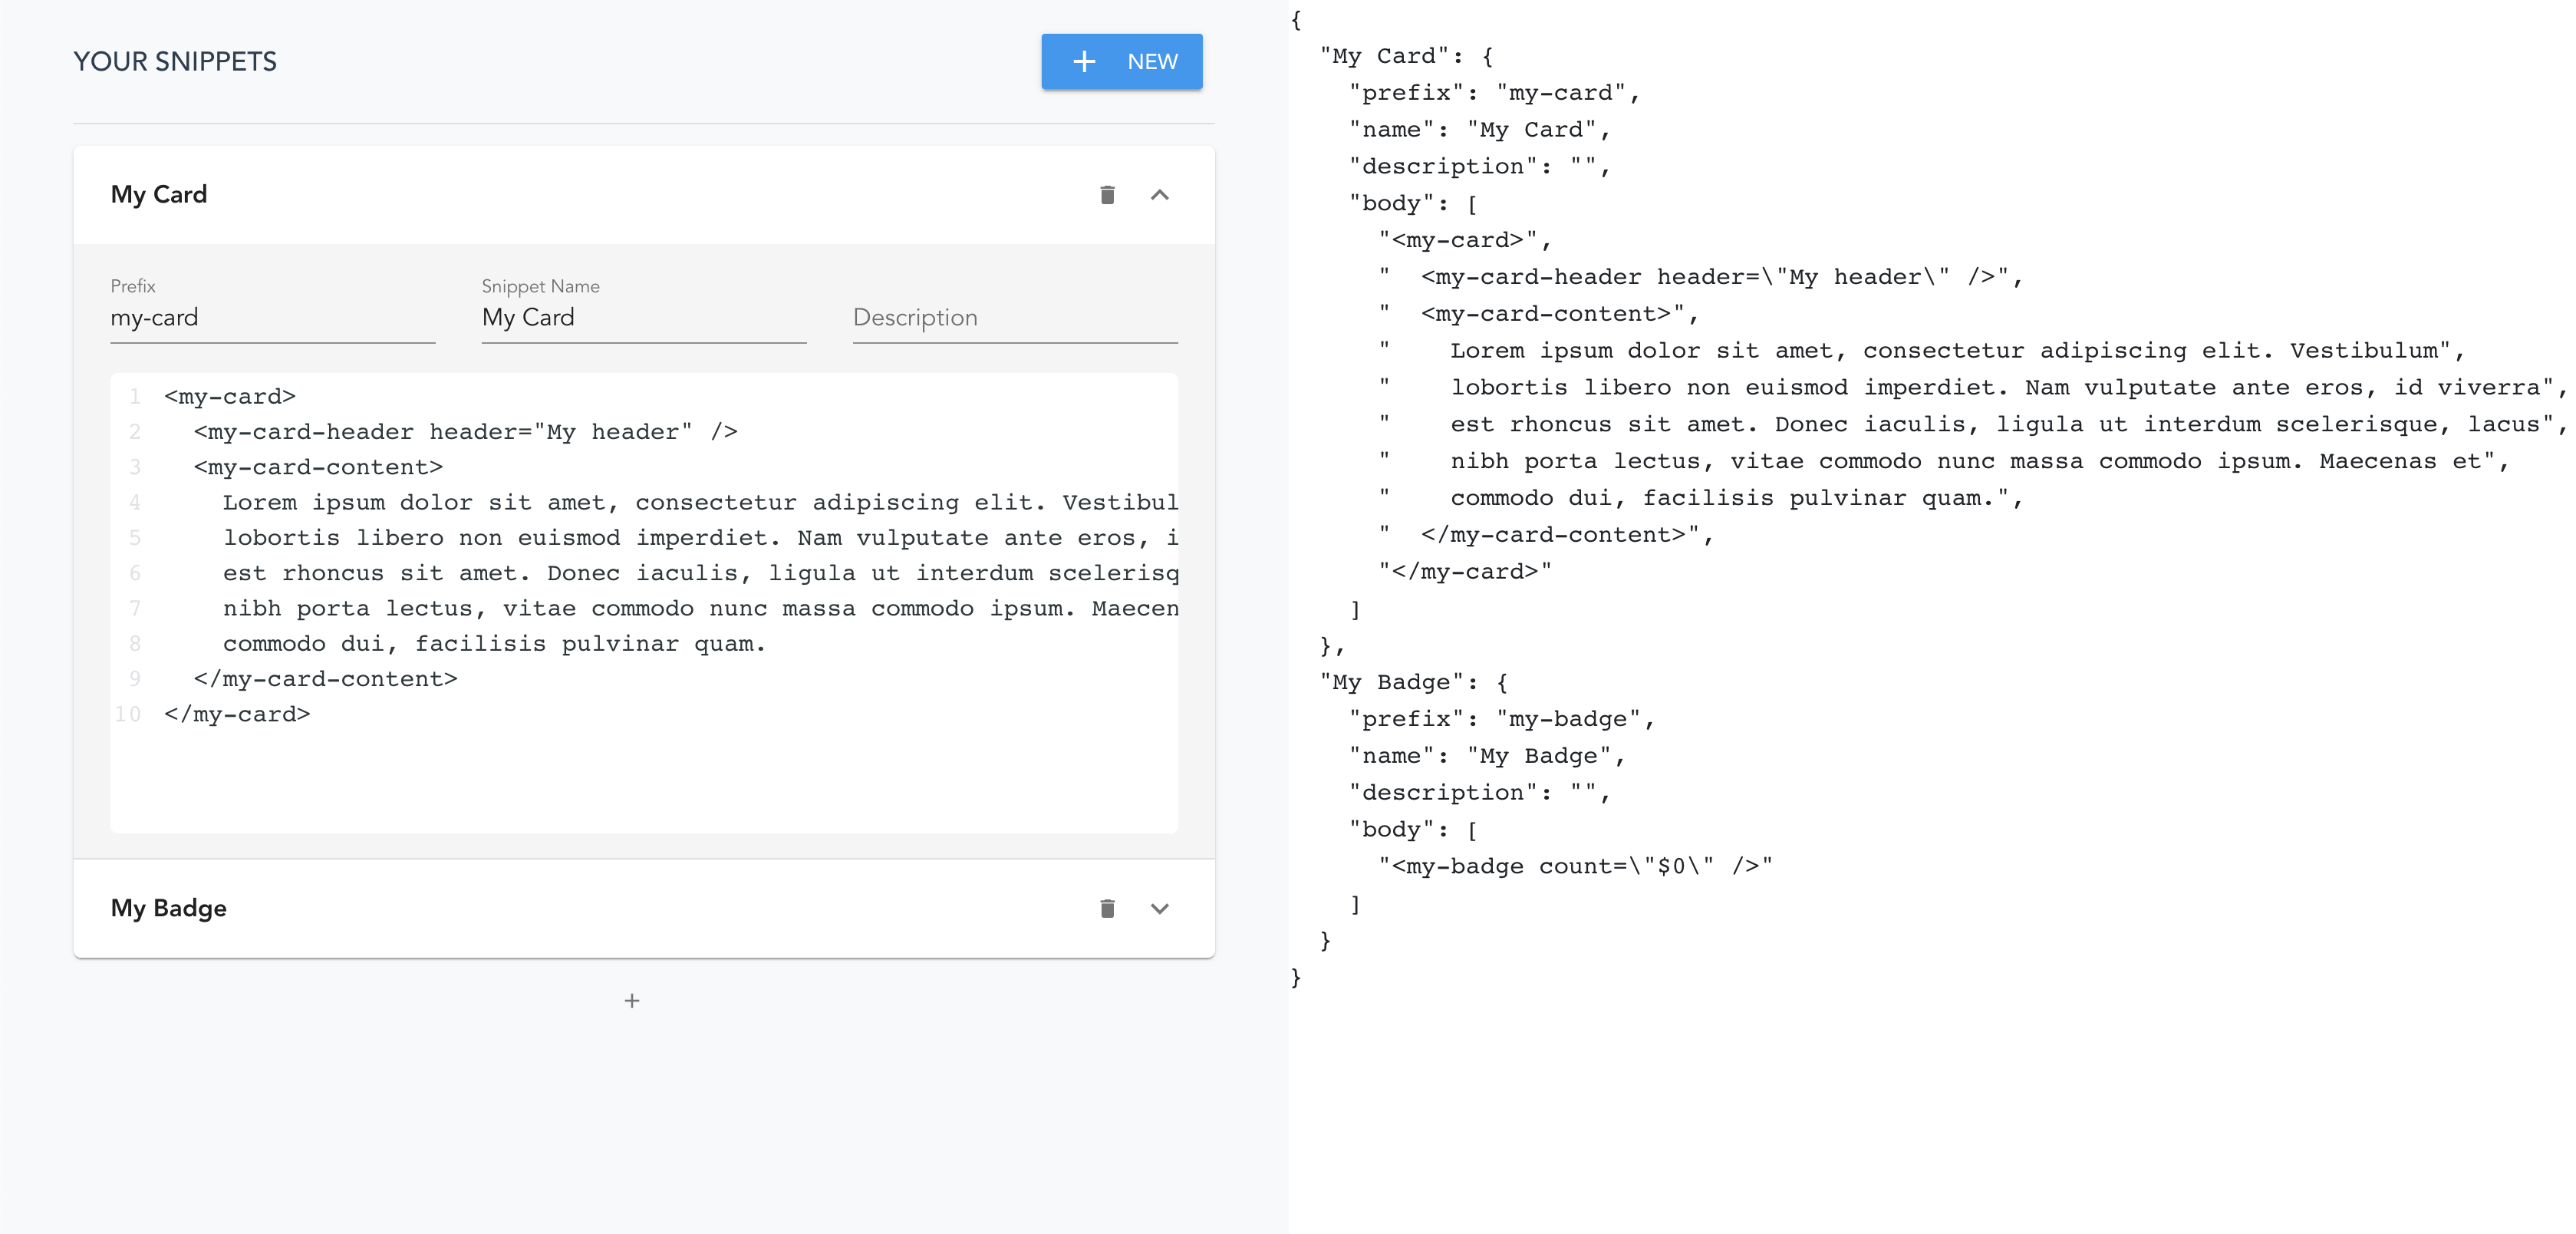 YOUR SNIPPETS
+ NEW
My Card
Prefix
my-card
Snippet Name
My Card
Description
1 <my-card>
2   <my-card-header header="My header" />
3   <my-card-content>
4     Lorem ipsum dolor sit amet, consectetur adipiscing elit. Vestibul
5     lobortis libero non euismod imperdiet. Nam vulputate ante eros, i
6     est rhoncus sit amet. Donec iaculis, ligula ut interdum scelerisq
7     nibh porta lectus, vitae commodo nunc massa commodo ipsum. Maecen
8     commodo dui, facilisis pulvinar quam.
9   </my-card-content>
10 </my-card>
My Badge
+
{
  "My Card": {
    "prefix": "my-card",
    "name": "My Card",
    "description": "",
    "body": [
      "<my-card>",
      "  <my-card-header header=\"My header\" />",
      "  <my-card-content>",
      "    Lorem ipsum dolor sit amet, consectetur adipiscing elit. Vestibulum",
      "    lobortis libero non euismod imperdiet. Nam vulputate ante eros, id viverra",
      "    est rhoncus sit amet. Donec iaculis, ligula ut interdum scelerisque, lacus",
      "    nibh porta lectus, vitae commodo nunc massa commodo ipsum. Maecenas et",
      "    commodo dui, facilisis pulvinar quam.",
      "  </my-card-content>",
      "</my-card>"
    ]
  },
  "My Badge": {
    "prefix": "my-badge",
    "name": "My Badge",
    "description": "",
    "body": [
      "<my-badge count=\"$0\" />"
    ]
  }
}